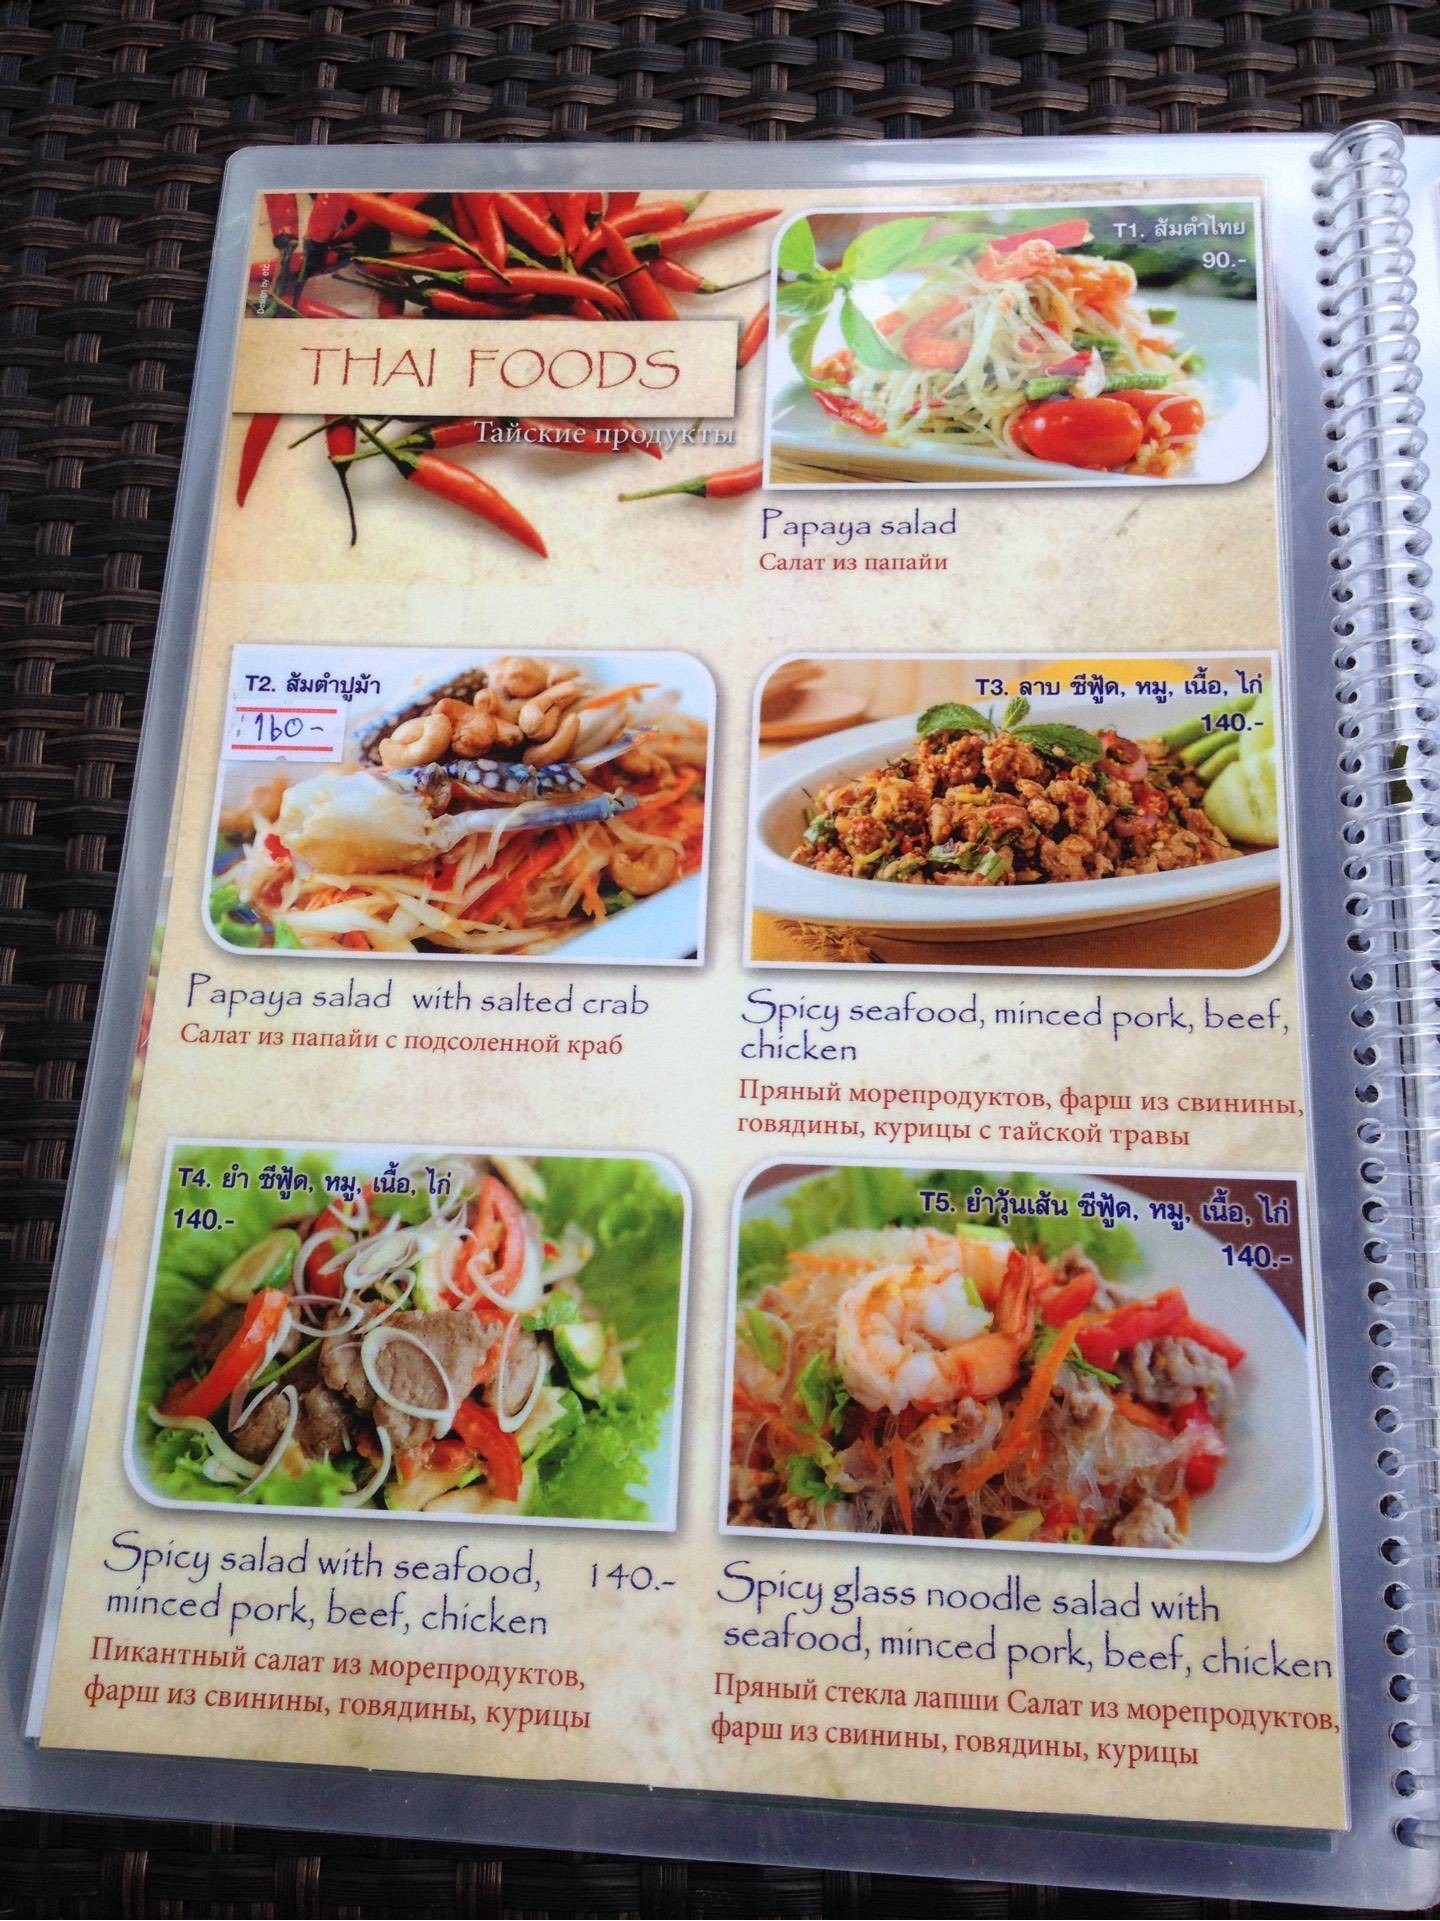 Design by etc.
THAI FOODS
Тайские продукты
T1. ส้มตำไทย
90.-
Papaya salad
Салат из папайи
T2. ส้มตำปูม้า
160-
Papaya salad with salted crab
Салат из папайи с подсоленной краб
T3. ลาบ ซีฟู้ด, หมู, เนื้อ, ไก่
140.-
Spicy seafood, minced pork, beef,
chicken
Пряный морепродуктов, фарш из свинины,
говядины, курицы с тайской травы
T4. ยำ ซีฟู้ด, หมู, เนื้อ, ไก่
140.-
Spicy salad with seafood, 140.-
minced pork, beef, chicken
Пикантный салат из морепродуктов,
фарш из свинины, говядины, курицы
T5. ยำวุ้นเส้น ซีฟู้ด, หมู, เนื้อ, ไก่
140.-
Spicy glass noodle salad with
seafood, minced pork, beef, chicken
Пряный стекла лапши Салат из морепродуктов,
фарш из свинины, говядины, курицы